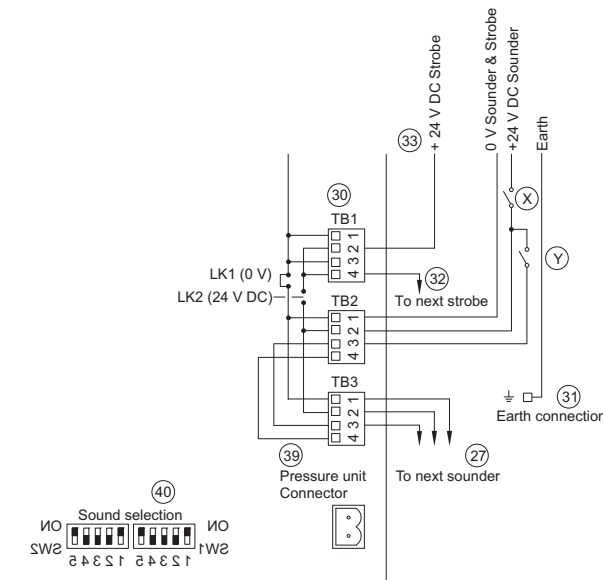 + 24 V DC Strobe
0 V Sounder & Strobe
+24 V DC Sounder
Earth
33
X
30
TB1
1
2
3
4
Y
LK1 (0 V)
LK2 (24 V DC)
32
To next strobe
TB2
1
2
3
4
TB3
1
2
3
4
31
Earth connection
39
Pressure unit
Connector
27
To next sounder
40
Sound selection
ON
ON
SW2
SW1
1 2 3 4 5
1 2 3 4 5